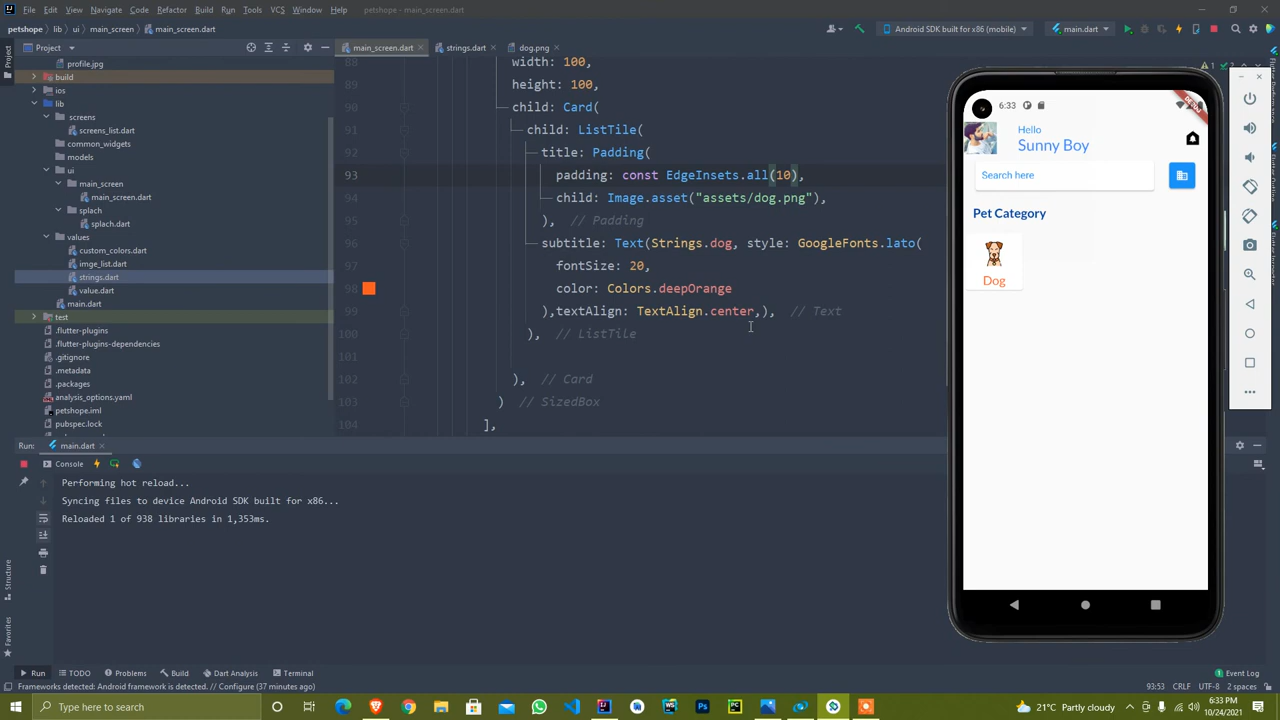 File Edit View Navigate Code Refactor Build Run Tools VCS Window Help petshope - main_screen.dart
petshope lib ui main_screen main_screen.dart
Android SDK built for x86 (mobile) main.dart
Project
main_screen.dart strings.dart dog.png
profile.jpg
build
ios
lib
screens
screens_list.dart
common_widgets
models
ui
main_screen
main_screen.dart
splach
splach.dart
values
custom_colors.dart
imge_list.dart
strings.dart
value.dart
main.dart
test
.flutter-plugins
.flutter-plugins-dependencies
.gitignore
.metadata
.packages
analysis_options.yaml
petshope.iml
pubspec.lock
88 width: 100,
89 height: 100,
90 child: Card(
91 child: ListTile(
92 title: Padding(
93 padding: const EdgeInsets.all(10),
94 child: Image.asset("assets/dog.png"),
95 ), // Padding
96 subtitle: Text(Strings.dog, style: GoogleFonts.lato(
97 fontSize: 20,
98 color: Colors.deepOrange
99 ),textAlign: TextAlign.center,), // Text
100 ), // ListTile
101
102 ), // Card
103 ) // SizedBox
104 ],
1 2
6:33
Hello
Sunny Boy
Search here
Pet Category
Dog
Project
Structure
Favorites
Flutter Performance
Run: main.dart
Console
Performing hot reload...
Syncing files to device Android SDK built for x86...
Reloaded 1 of 938 libraries in 1,353ms.
Run TODO Problems Build Dart Analysis Terminal
1 Event Log
Frameworks detected: Android framework is detected. // Configure (37 minutes ago)
93:53 CRLF UTF-8 2 spaces
Type here to search
21°C Partly cloudy
6:33 PM
10/24/2021